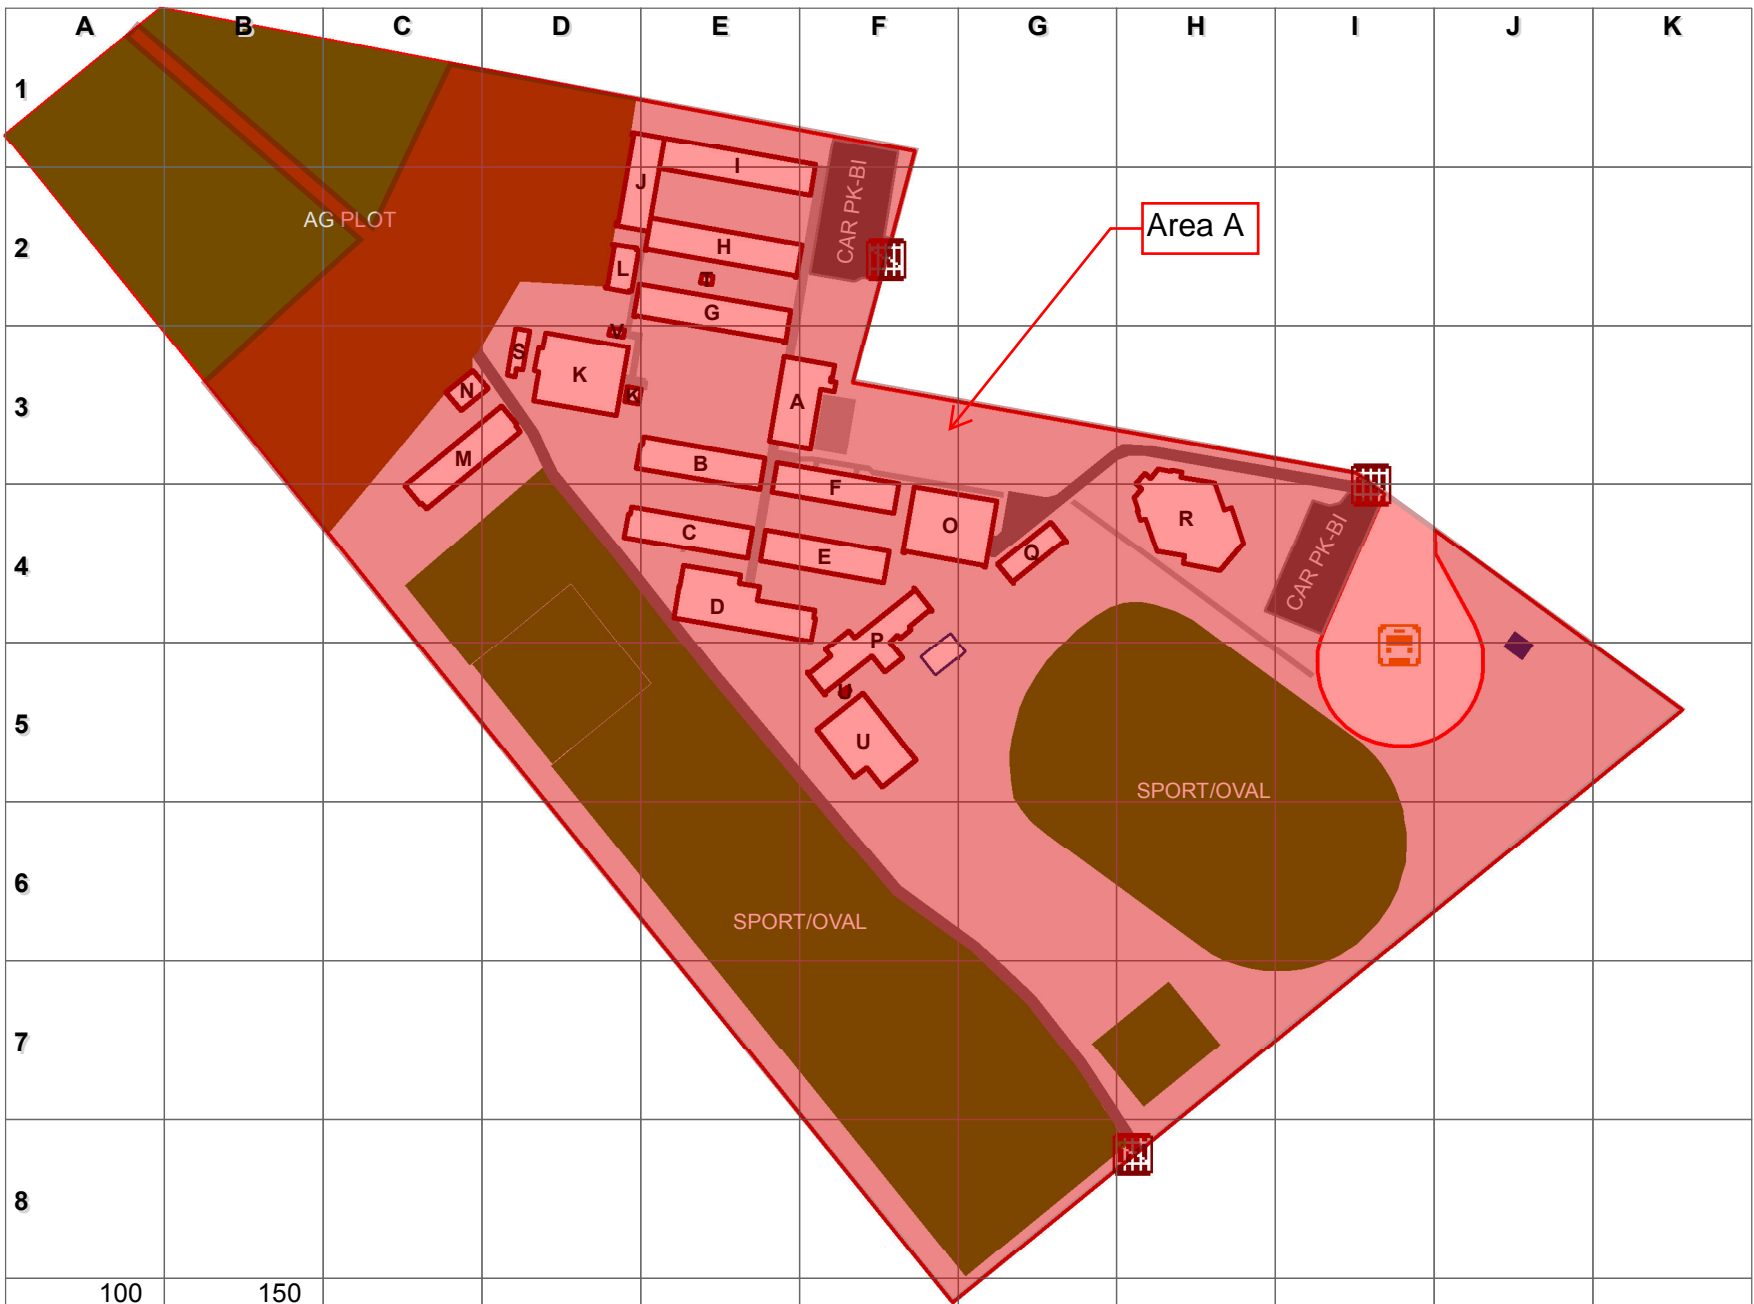 A B C D E F G H I J K
1
I
CAR PK-BI
J
AG PLOT
Area A
2
H
L
T
G
V
S
K
N
K
3
A
M
B
F
R
O
C
Q
E
4
CAR PK-BI
D
P
U
5
U
SPORT/OVAL
6
SPORT/OVAL
7
8
100 150